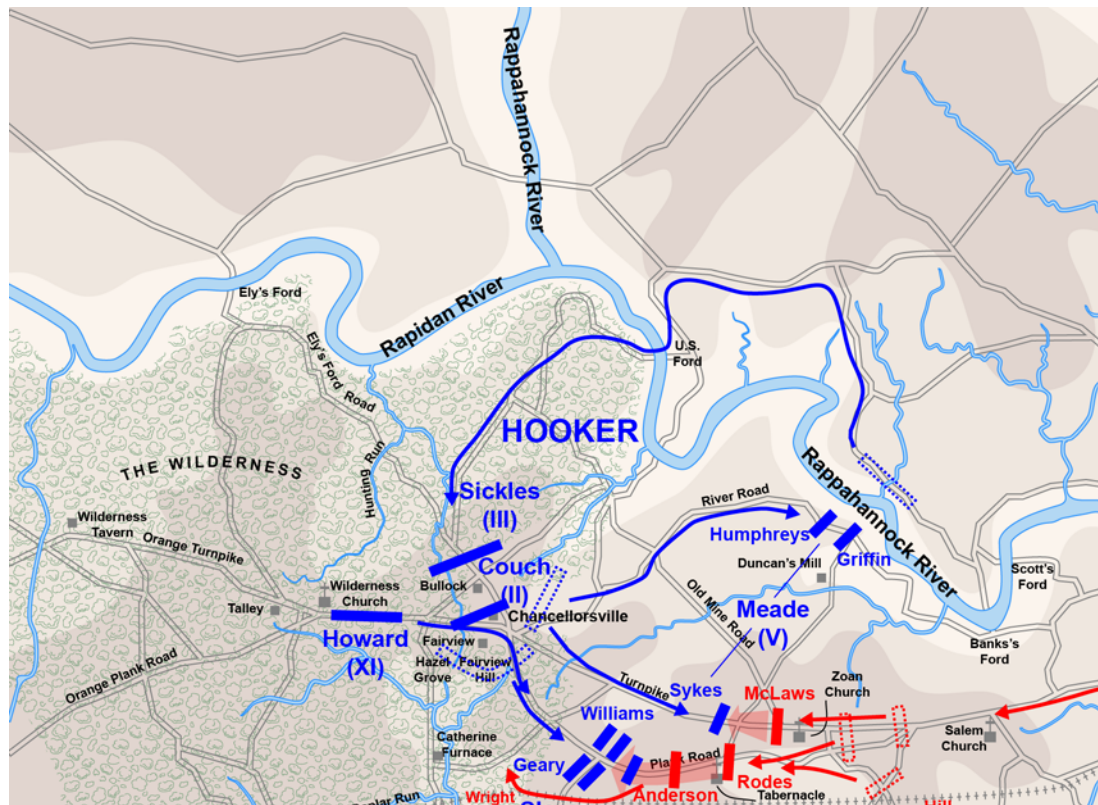 Rappahannock River
Ely's Ford
Rapidan River
Ely's Ford Road
U.S.
Ford
HOOKER
THE WILDERNESS
Hunting Run
Sickles
(III)
River Road
Rappahannock River
Wilderness
Tavern
Orange Turnpike
Humphreys
Griffin
Duncan's Mill
Scott's
Ford
Couch
(II)
Bullock
Wilderness
Church
Talley
Chancellorsville
Meade
(V)
Old Mine Road
Howard
(XI)
Fairview
Hazel
Grove
Fairview
Hill
Banks's
Ford
Orange Plank Road
Turnpike
Sykes
McLaws
Zoan
Church
Williams
Salem
Church
Catherine
Furnace
Geary
Plank Road
Wright
Anderson
Rodes
Tabernacle